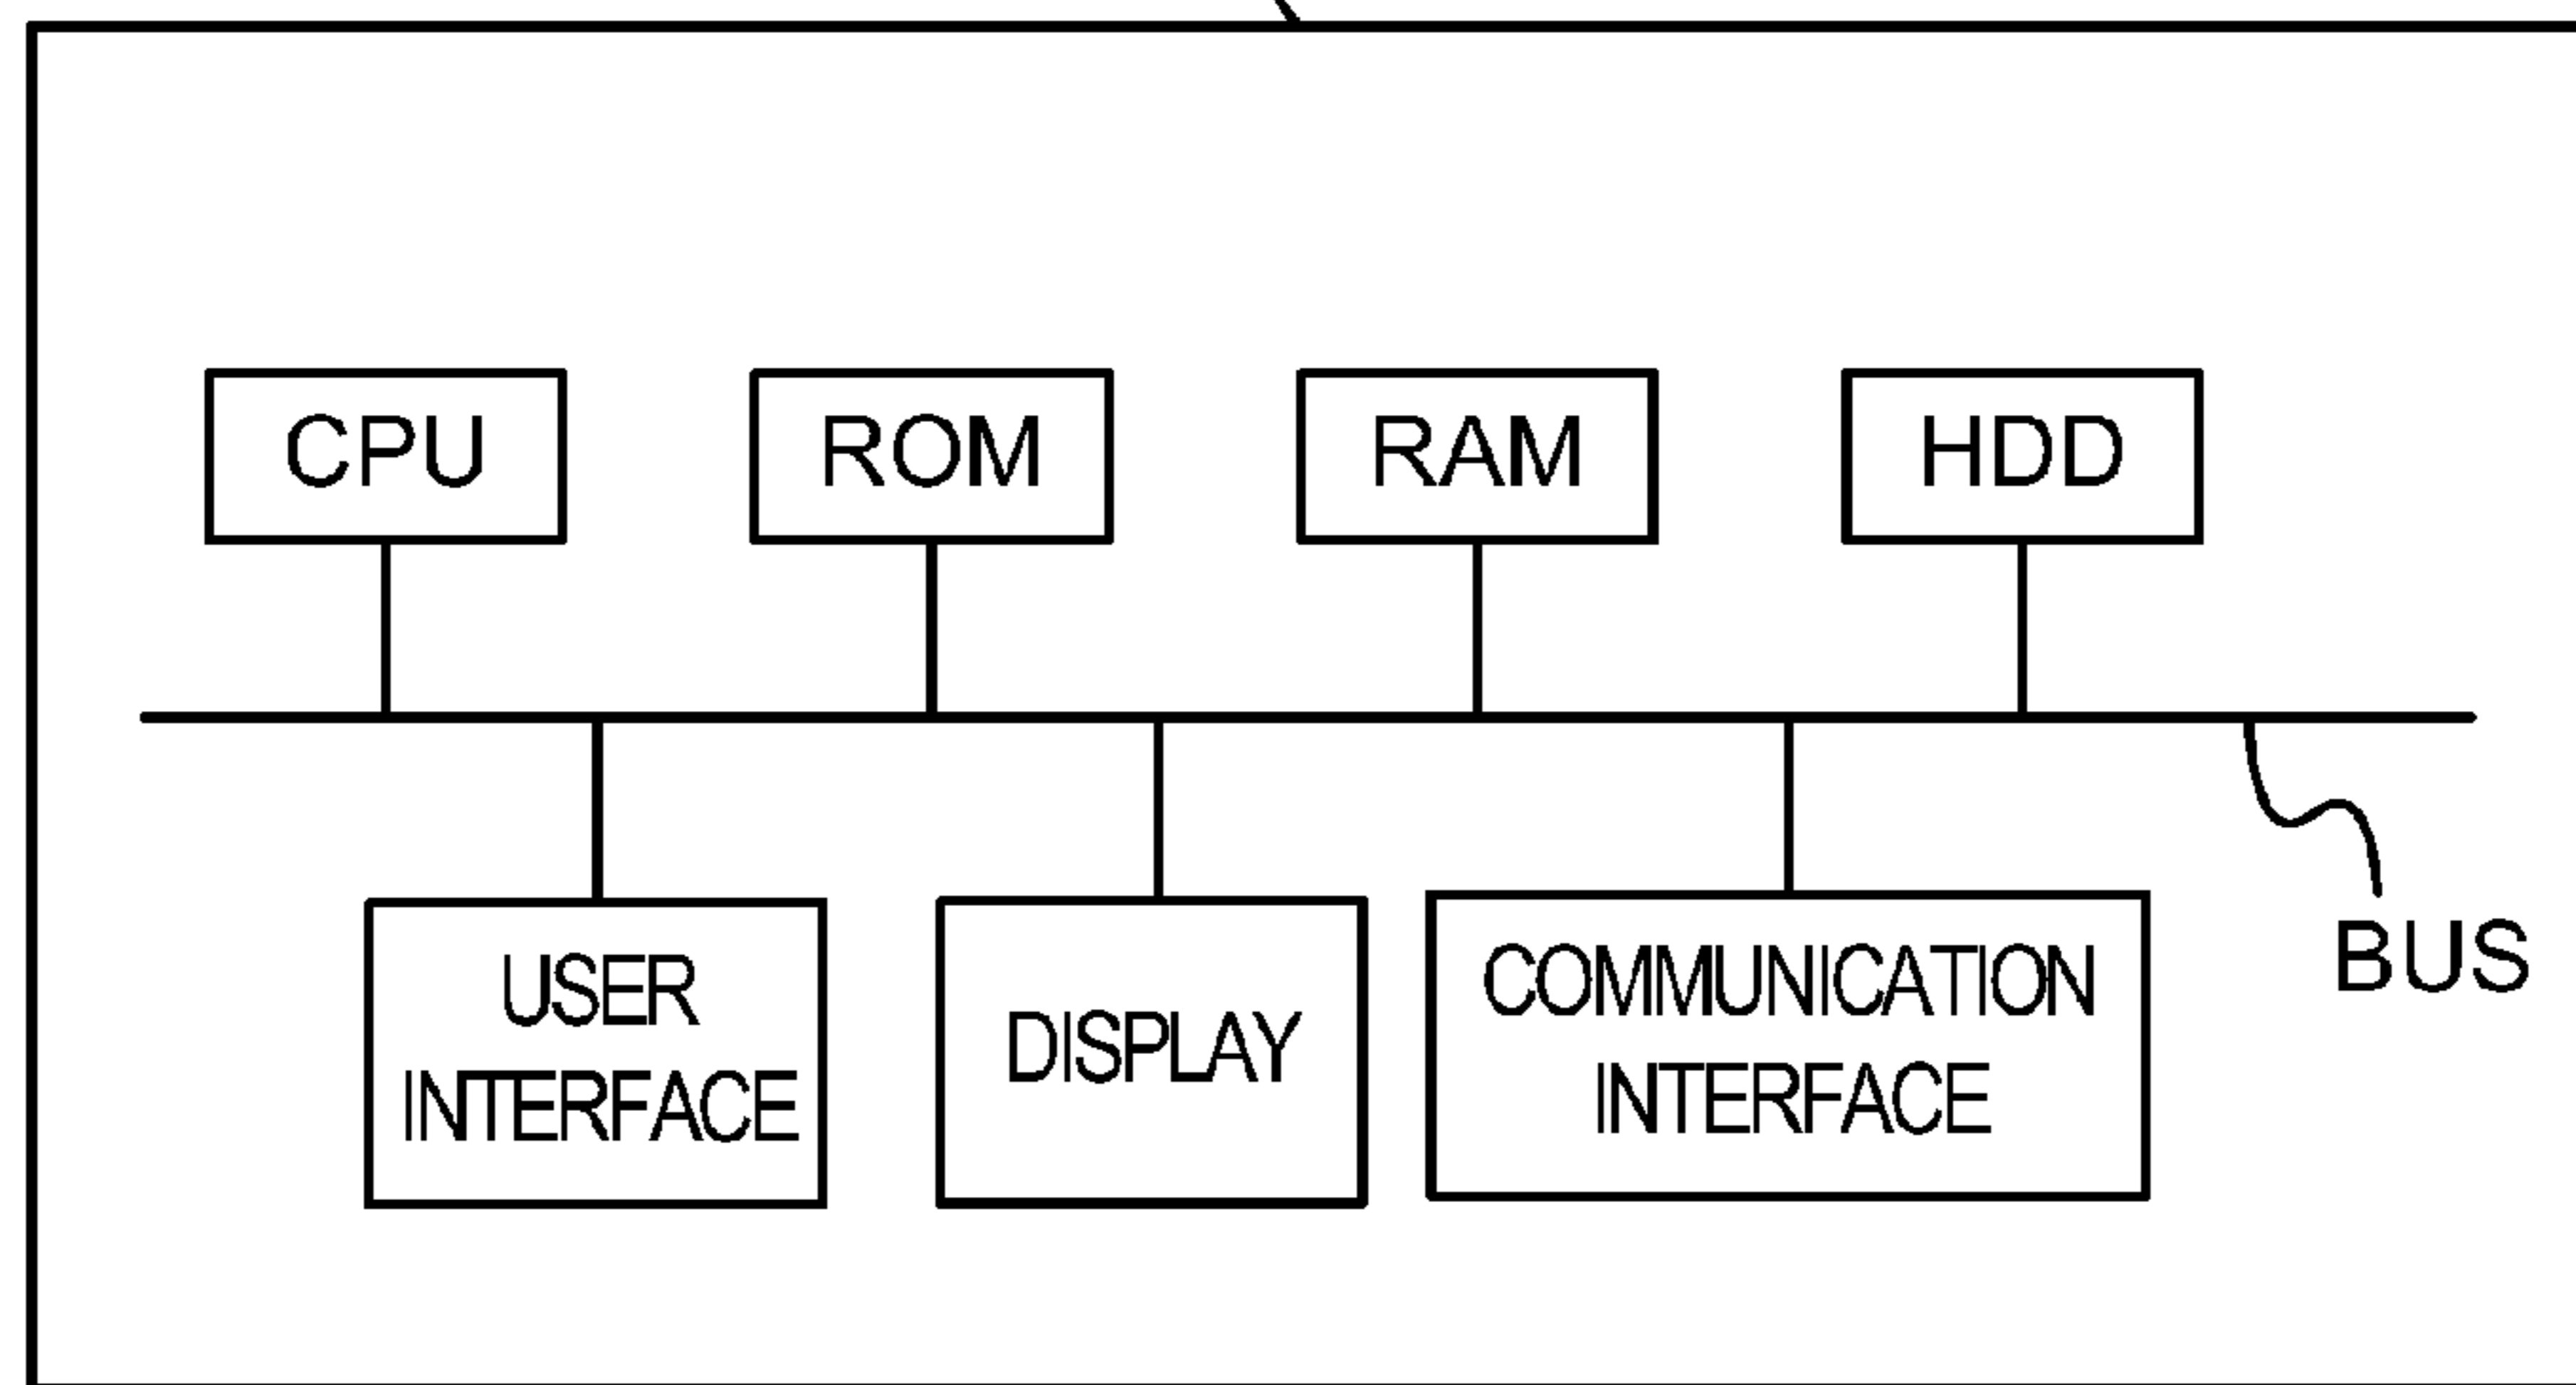 CPU
ROM
RAM
HDD
USER
INTERFACE
DISPLAY
COMMUNICATION
INTERFACE
BUS